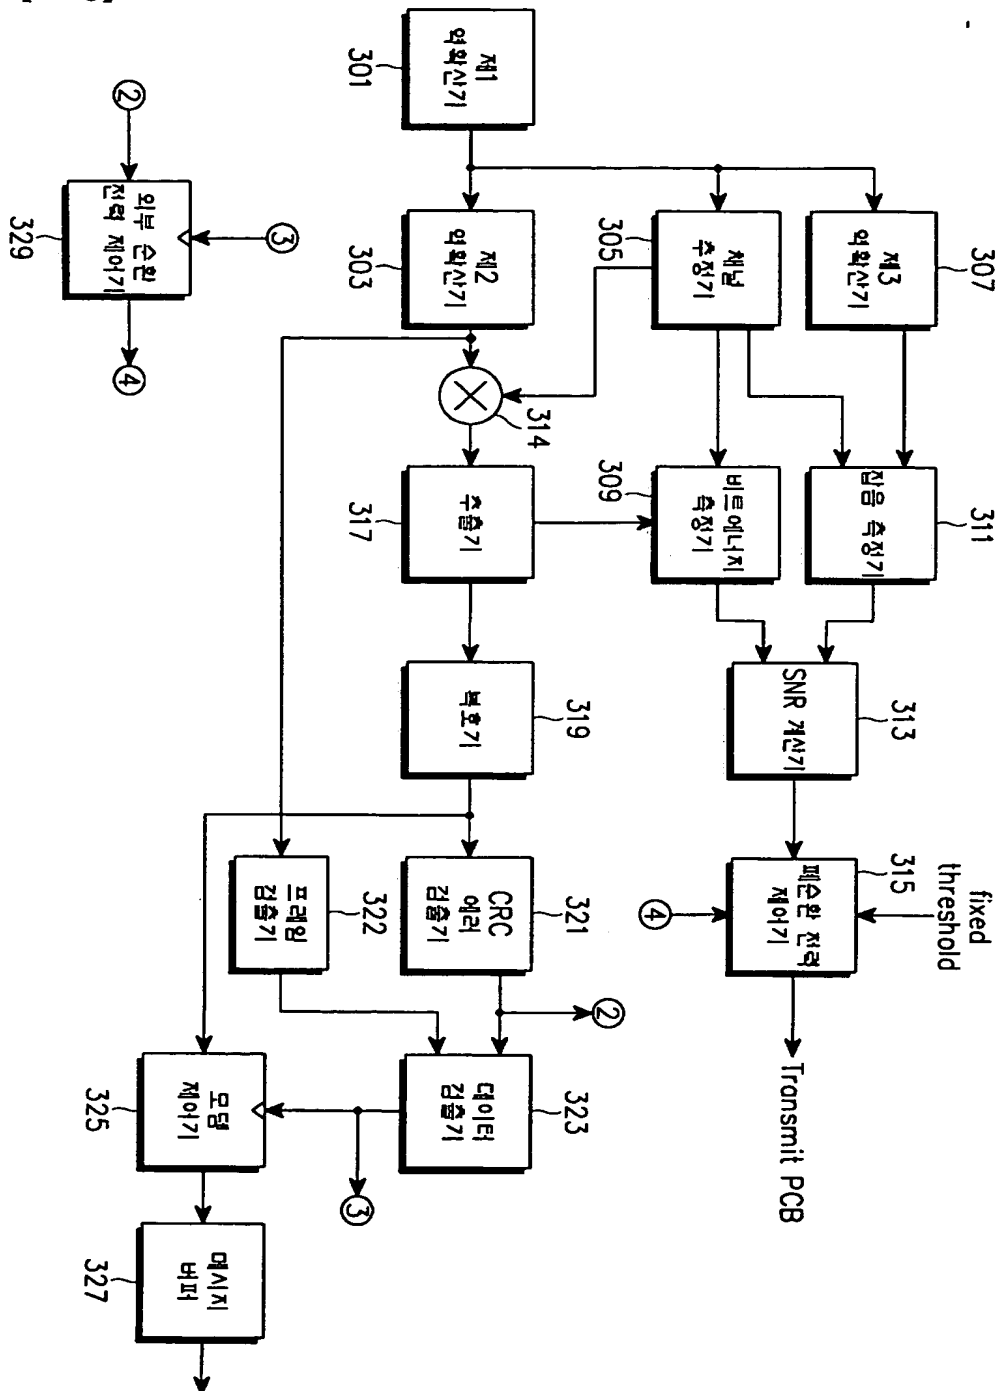 제1
역확산기
301
제2
역확산기
303
채널
추정기
305
제3
역확산기
307
비트에너지
측정기
309
잡음 측정기
311
SNR 계산기
313
314
폐순환 전력
제어기
315
fixed
threshold
④
Transmit PCB
추출기
317
복호기
319
CRC
에러
검출기
321
②
프레임
검출기
322
데이터
검출기
323
③
모뎀
제어기
325
메시지
버퍼
327
②
외부 순환
전력 제어기
329
③
④